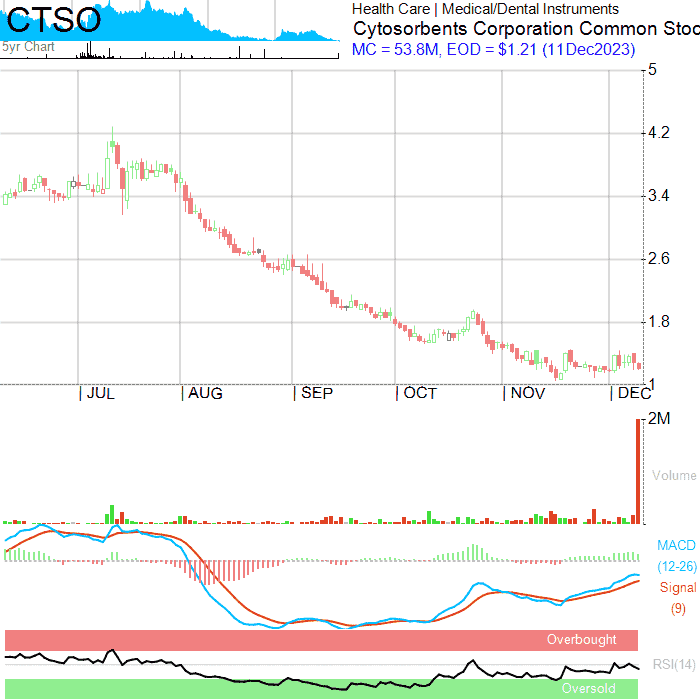 CTSO
5yr Chart
Health Care | Medical/Dental Instruments
Cytosorbents Corporation Common Stoc
MC = 53.8M, EOD = $1.21 (11Dec2023)
5
4.2
3.4
2.6
1.8
1
JUL AUG SEP OCT NOV DEC
2M
Volume
MACD
(12-26)
Signal
(9)
Overbought
RSI(14)
Oversold